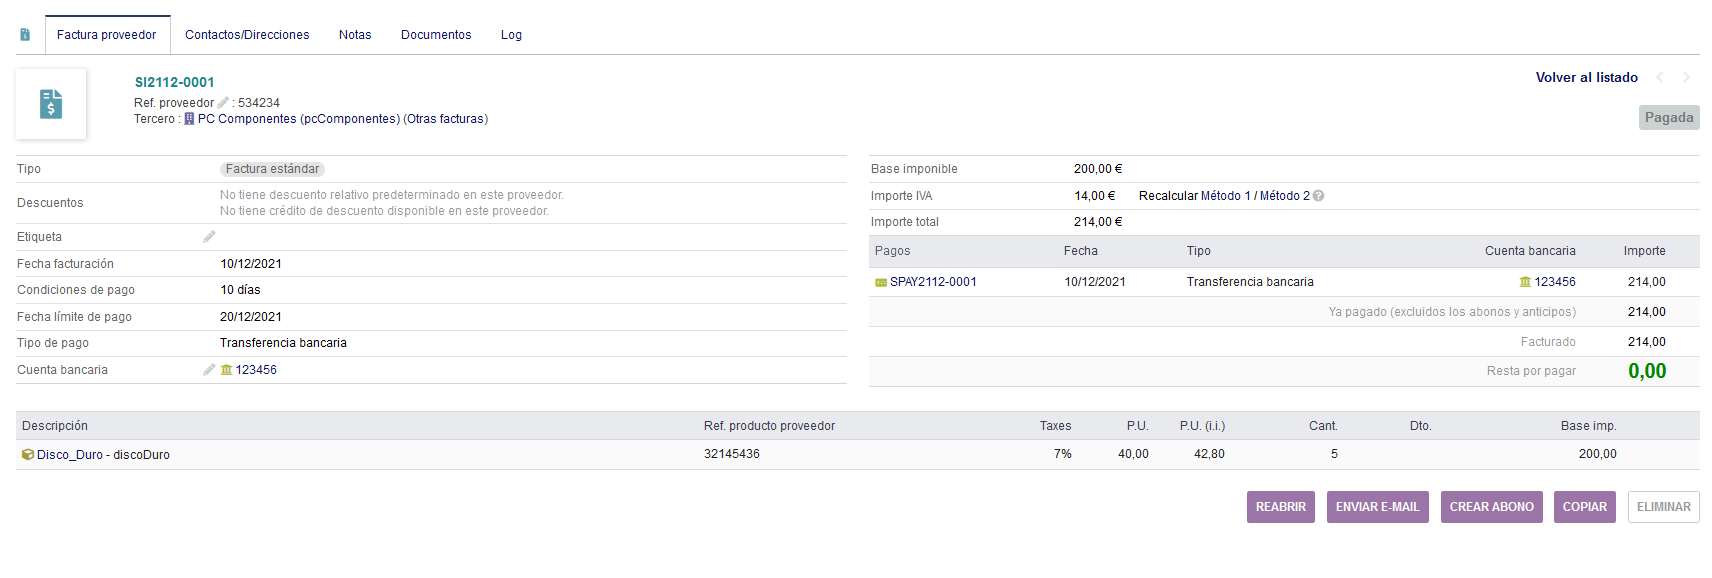 Factura proveedor Contactos/Direcciones Notas Documentos Log
SI2112-0001
Volver al listado
Ref. proveedor : 534234
Tercero : PC Componentes (pcComponentes) (Otras facturas)
Pagada
Tipo Factura estándar
Descuentos No tiene descuento relativo predeterminado en este proveedor.
No tiene crédito de descuento disponible en este proveedor.
Etiqueta
Fecha facturación 10/12/2021
Condiciones de pago 10 días
Fecha límite de pago 20/12/2021
Tipo de pago Transferencia bancaria
Cuenta bancaria 123456
Base imponible 200,00 €
Importe IVA 14,00 € Recalcular Método 1 / Método 2 ?
Importe total 214,00 €
Pagos Fecha Tipo Cuenta bancaria Importe
SPAY2112-0001 10/12/2021 Transferencia bancaria 123456 214,00
Ya pagado (excluidos los abonos y anticipos) 214,00
Facturado 214,00
Resta por pagar 0,00
Descripción Ref. producto proveedor Taxes P.U. P.U. (i.i.) Cant. Dto. Base imp.
Disco_Duro - discoDuro 32145436 7% 40,00 42,80 5 200,00
REABRIR ENVIAR E-MAIL CREAR ABONO COPIAR ELIMINAR